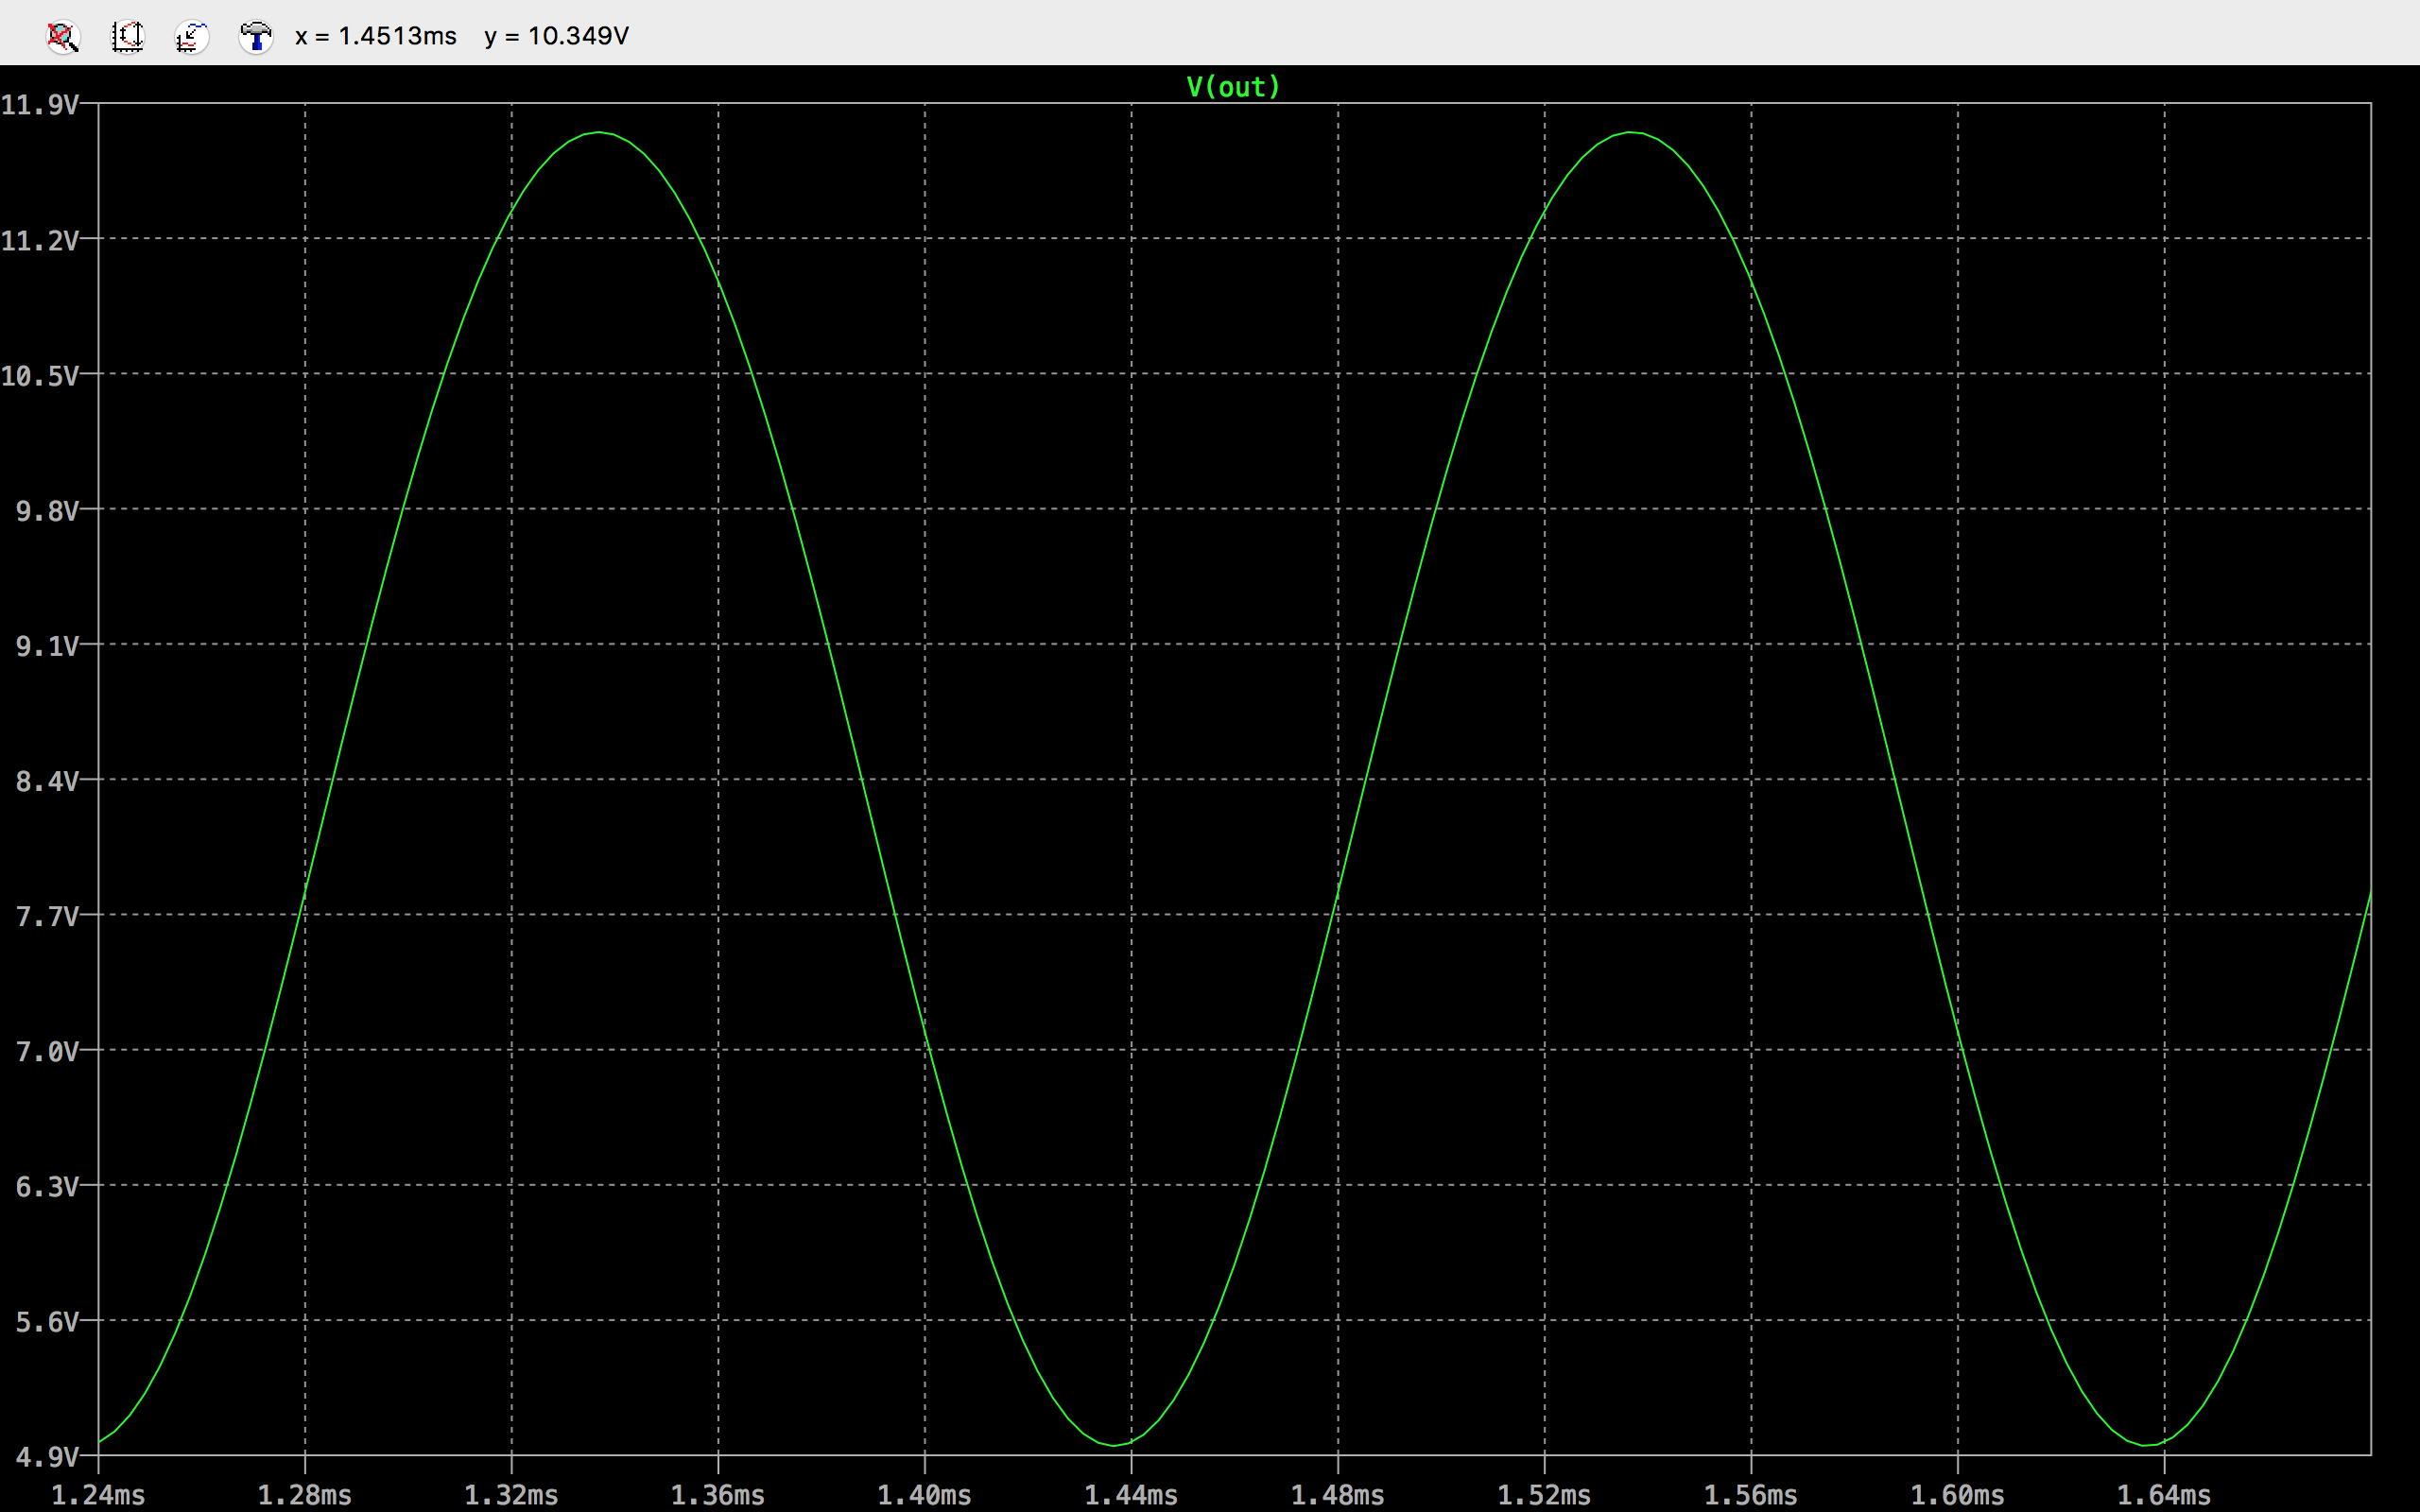 x = 1.4513ms y = 10.349V
V(out)
11.9V
11.2V
10.5V
9.8V
9.1V
8.4V
7.7V
7.0V
6.3V
5.6V
4.9V
1.24ms 1.28ms 1.32ms 1.36ms 1.40ms 1.44ms 1.48ms 1.52ms 1.56ms 1.60ms 1.64ms